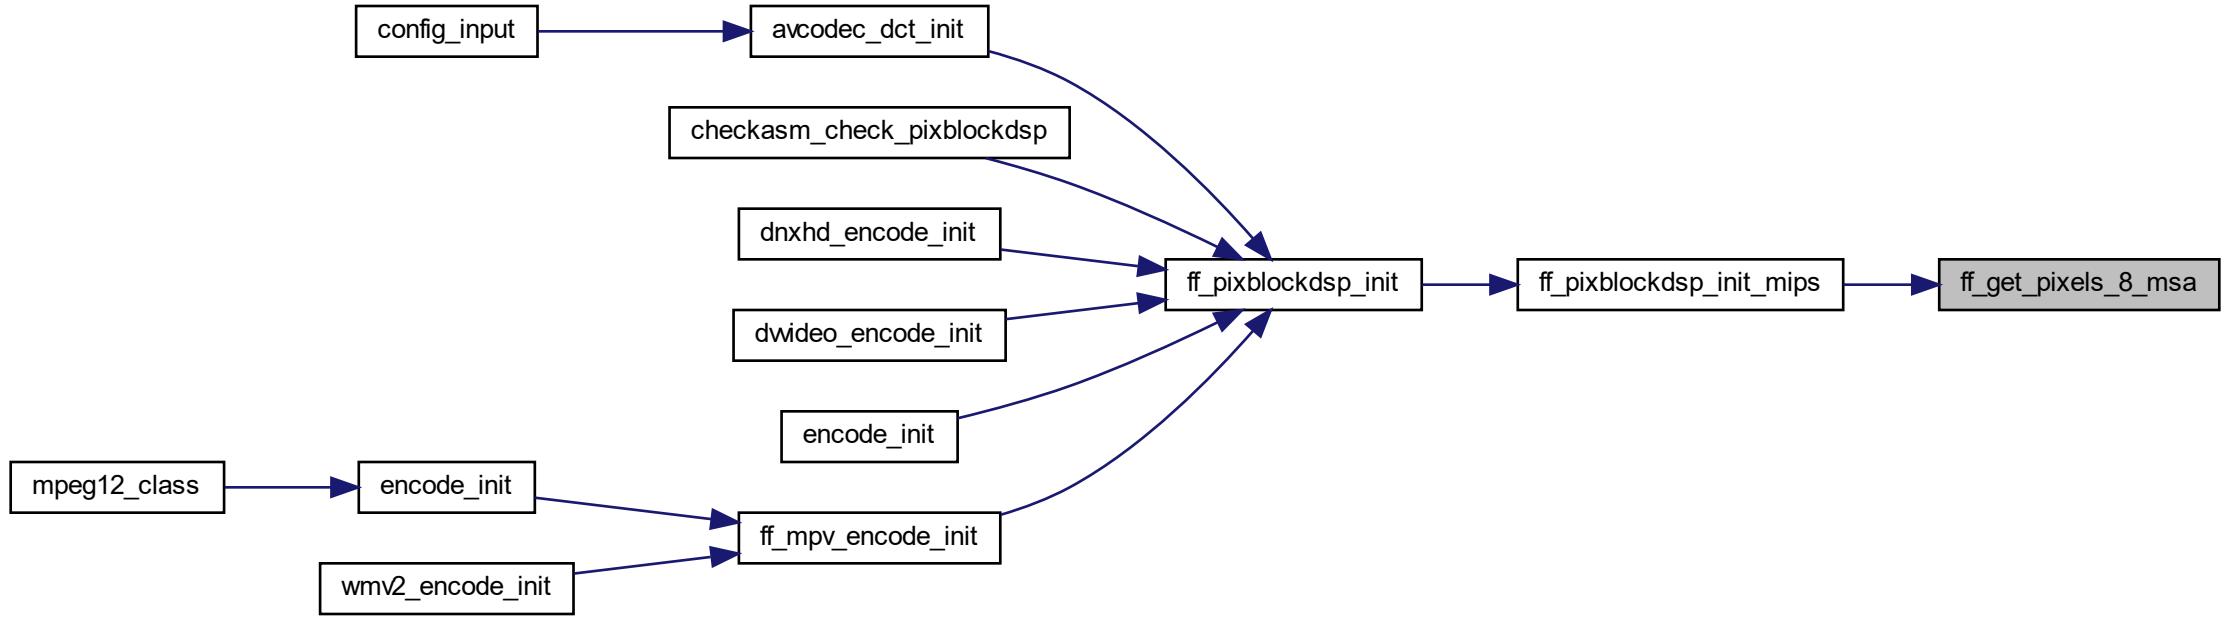 config_input
avcodec_dct_init
checkasm_check_pixblockdsp
dnxhd_encode_init
ff_pixblockdsp_init
ff_pixblockdsp_init_mips
ff_get_pixels_8_msa
dvvideo_encode_init
encode_init
mpeg12_class
encode_init
ff_mpv_encode_init
wmv2_encode_init